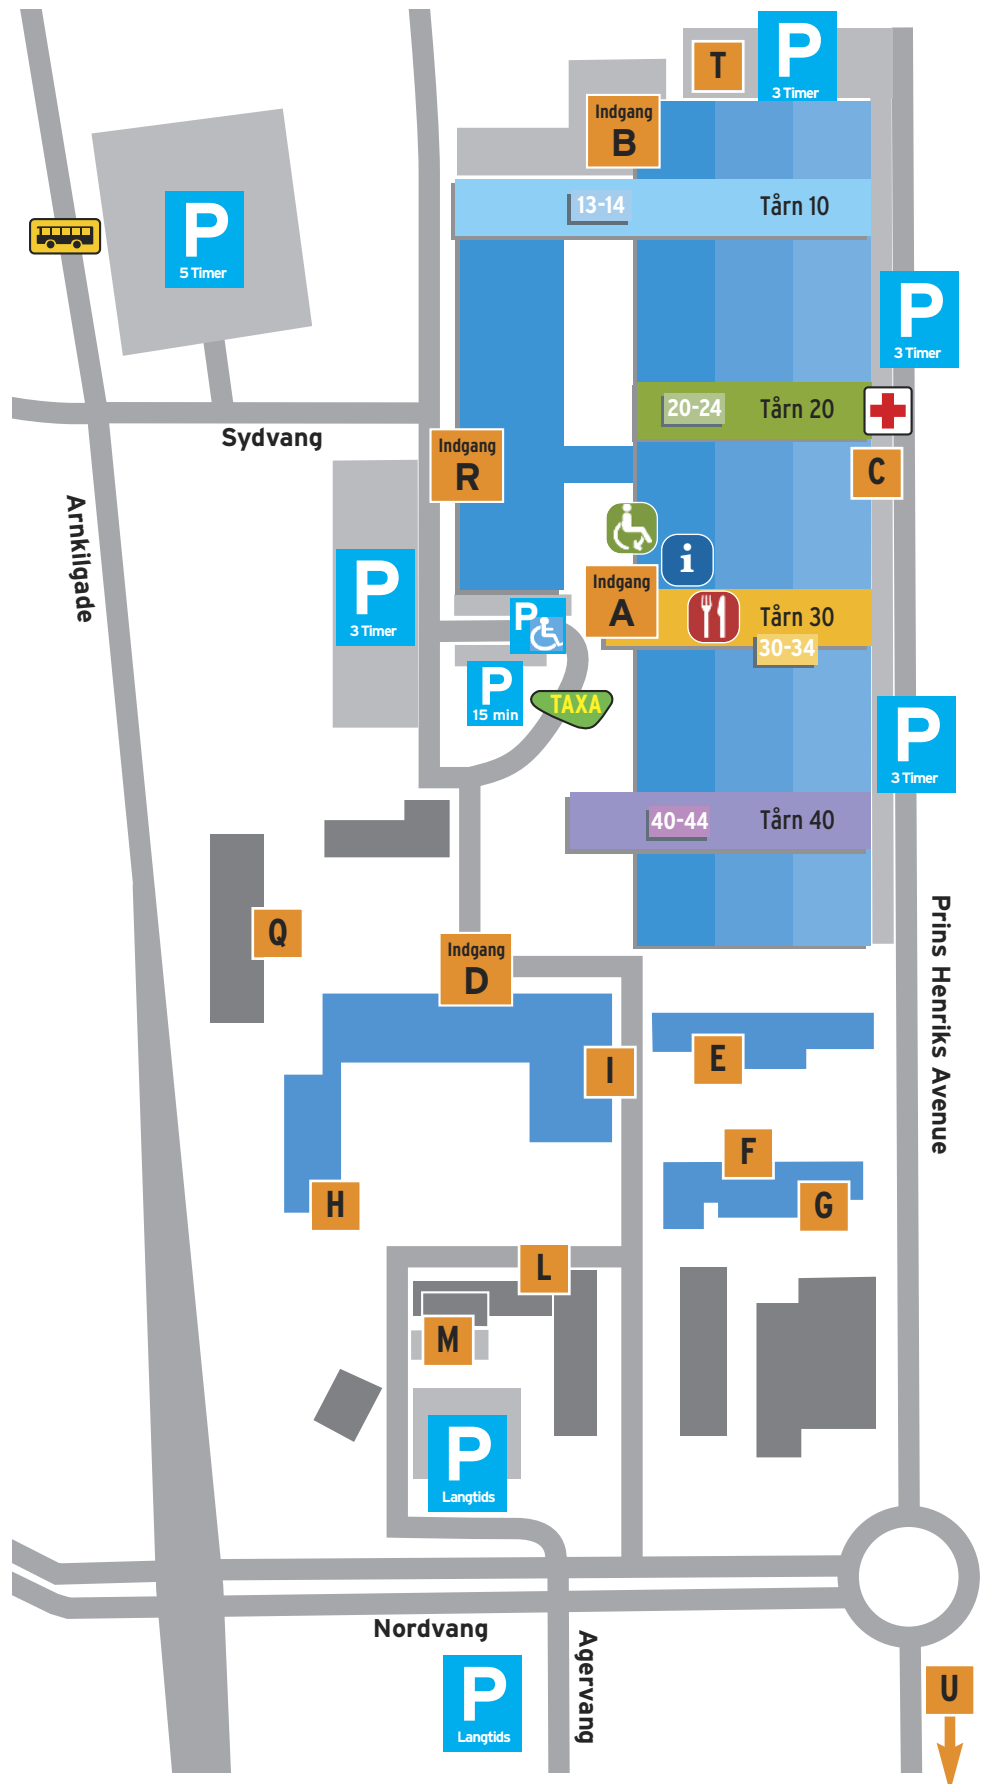 T
P
3 Timer
Indgang
B
13-14
Tårn 10
P
5 Timer
P
3 Timer
20-24
Tårn 20
Sydvang
Indgang
R
C
Arnkilgade
i
P
3 Timer
Indgang
A
Tårn 30
30-34
P
P
15 min
TAXA
P
3 Timer
40-44
Tårn 40
Q
Indgang
D
Prins Henriks Avenue
I
E
F
H
G
L
M
P
Langtids
Nordvang
Agervang
P
Langtids
U